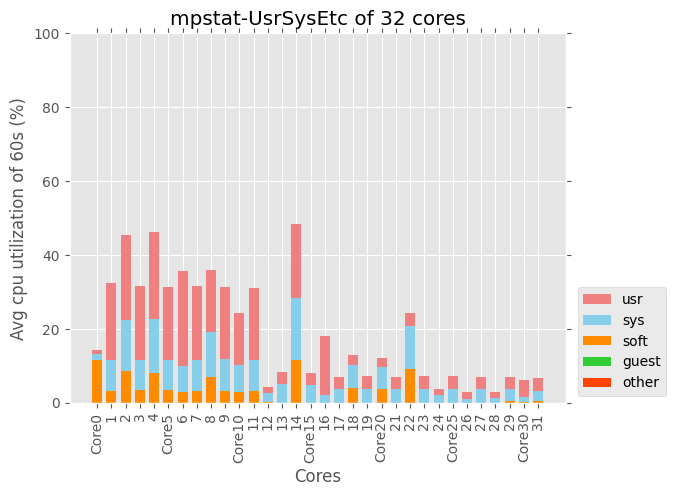 mpstat-UsrSysEtc of 32 cores
100
80
60
40
20
0
Avg cpu utilization of 60s (%)
Core0
1
2
3
4
Core5
6
7
8
9
Core10
11
12
13
14
Core15
16
17
18
19
Core20
21
22
23
24
Core25
26
27
28
29
Core30
31
Cores
usr
sys
soft
guest
other